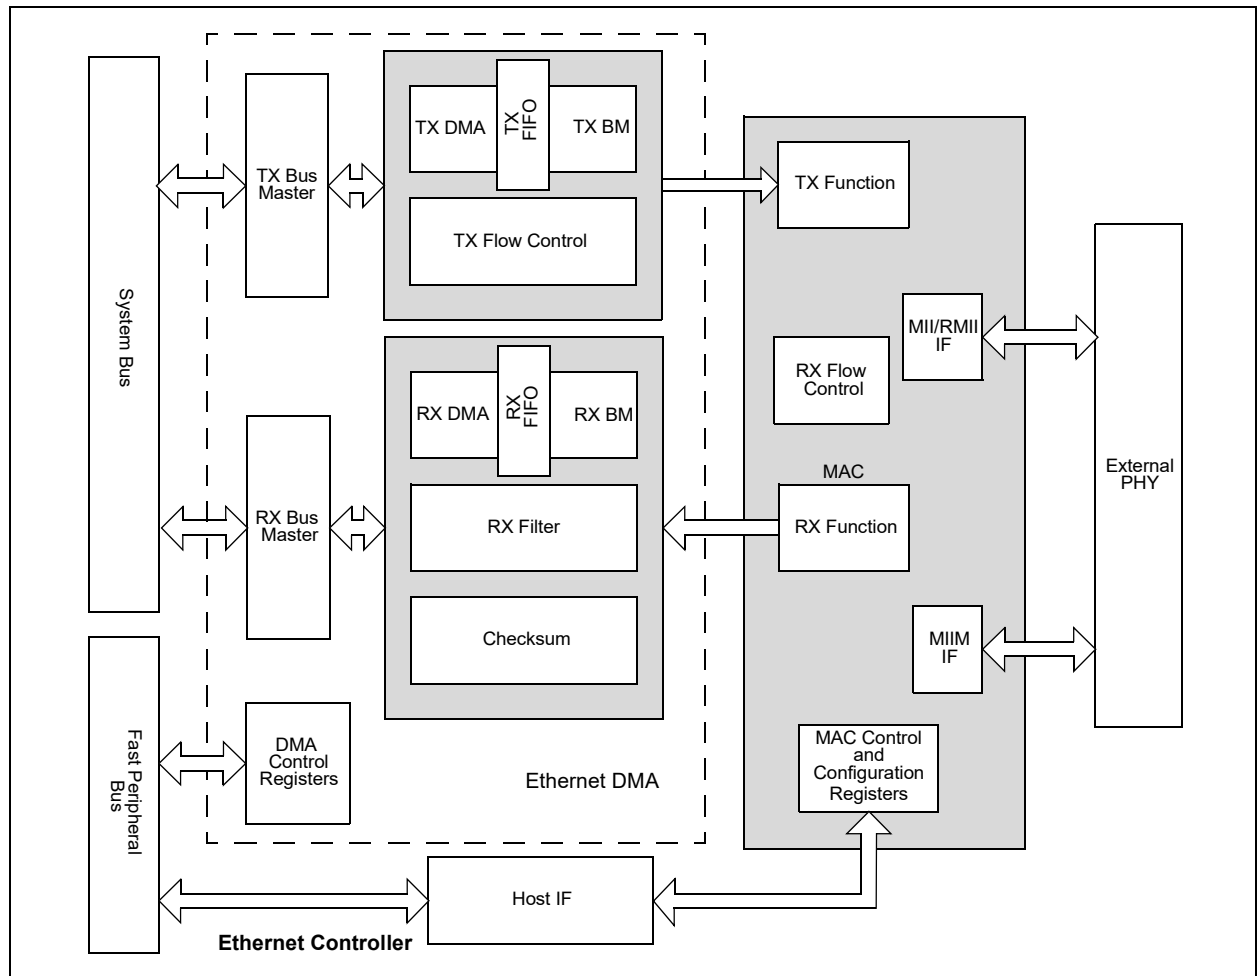 TX DMA
TX
FIFO
TX BM
TX Bus
Master
TX Flow Control
TX Function
System Bus
MII/RMII
IF
RX Flow
Control
RX DMA
RX
FIFO
RX BM
MAC
External
PHY
RX Bus
Master
RX Filter
RX Function
Checksum
MIIM
IF
Fast Peripheral
Bus
DMA
Control
Registers
Ethernet DMA
MAC Control
and
Configuration
Registers
Host IF
Ethernet Controller